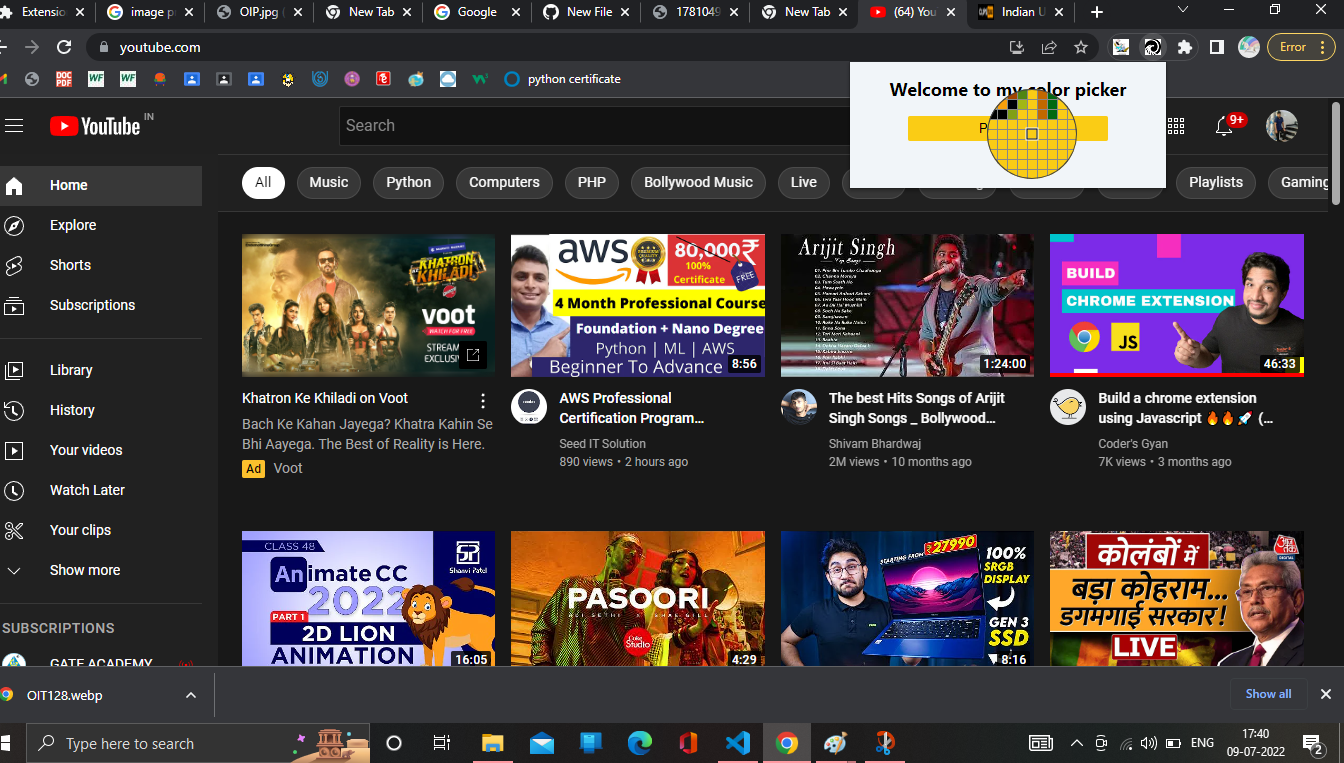 Extensio
image p
OIP.jpg (
New Tab
Google
New File
1781049
New Tab
(64) You
Indian U
youtube.com
Error
python certificate
Welcome to my color picker
YouTube IN
Search
9+
Home
Explore
Shorts
Subscriptions
Library
History
Your videos
Watch Later
Your clips
Show more
SUBSCRIPTIONS
GATE ACADEMY
All
Music
Python
Computers
PHP
Bollywood Music
Live
Playlists
Gaming
KHATRON
KHILADI
voot
WATCH FOR FREE
STREAM
EXCLUSIV
Khatron Ke Khiladi on Voot
Bach Ke Kahan Jayega? Khatra Kahin Se
Bhi Aayega. The Best of Reality is Here.
Ad Voot
aws
80,000₹
100%
Certificate
FREE
4 Month Professional Course
Foundation + Nano Degree
Python | ML | AWS
Beginner To Advance
8:56
AWS Professional
Certification Program…
Seed IT Solution
890 views • 2 hours ago
Arijit Singh
1:24:00
The best Hits Songs of Arijit
Singh Songs _ Bollywood…
Shivam Bhardwaj
2M views • 10 months ago
BUILD
CHROME EXTENSION
JS
46:33
Build a chrome extension
using Javascript 🔥🔥🚀 (…
Coder's Gyan
7K views • 3 months ago
CLASS 48
SP
Shanvi Patel
Animate CC
2022
PART 1
2D LION
ANIMATION
16:05
PASOORI
ALI SETHI
SHAE GILL
Coke
Studio
4:29
STARTING FROM ₹27990
100%
SRGB
DISPLAY
GEN 3
SSD
8:16
कोलंबो में
बड़ा कोहराम...
डगमगाई सरकार!
LIVE
आज तक
OIT128.webp
Show all
Type here to search
ENG
17:40
09-07-2022
2